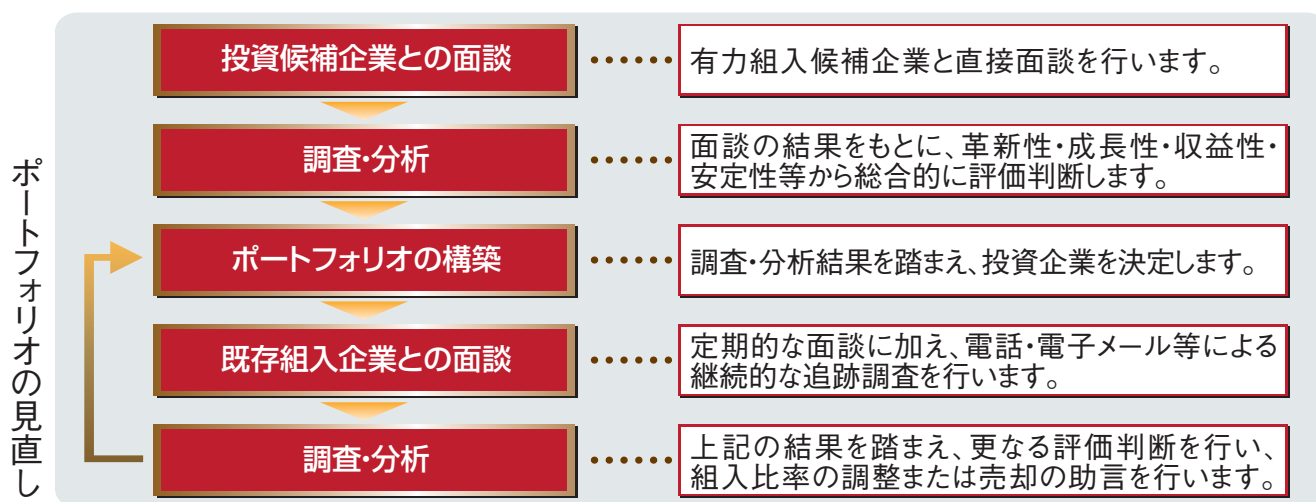 投資候補企業との面談
有力組入候補企業と直接面談を行います。
調査・分析
面談の結果をもとに、革新性・成長性・収益性・
安定性等から総合的に評価判断します。
ポートフォリオの構築
調査・分析結果を踏まえ、投資企業を決定します。
既存組入企業との面談
定期的な面談に加え、電話・電子メール等による
継続的な追跡調査を行います。
調査・分析
上記の結果を踏まえ、更なる評価判断を行い、
組入比率の調整または売却の助言を行います。
ポートフォリオの見直し